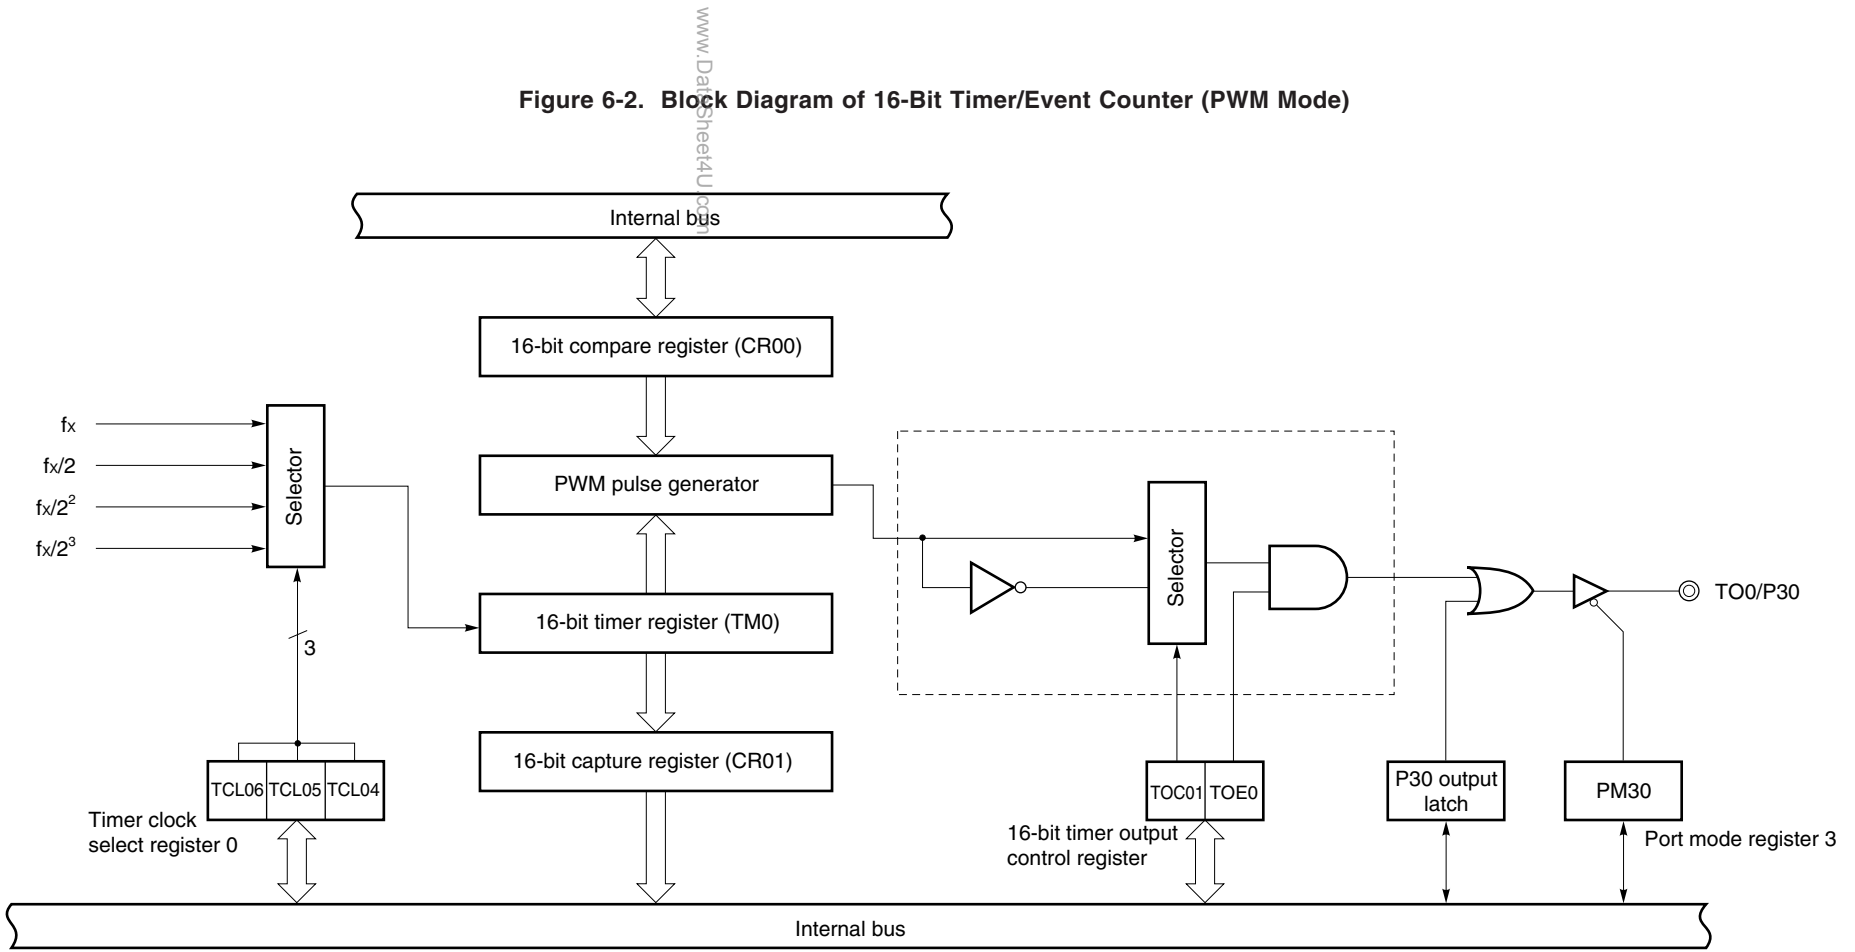 www.DataSheet4U.com
Figure 6-2. Block Diagram of 16-Bit Timer/Event Counter (PWM Mode)
Internal bus
16-bit compare register (CR00)
fx
fx/2
fx/2²
fx/2³
Selector
PWM pulse generator
Selector
16-bit timer register (TM0)
TO0/P30
3
16-bit capture register (CR01)
TCL06 TCL05 TCL04
TOC01 TOE0
P30 output
latch
PM30
Timer clock
select register 0
16-bit timer output
control register
Port mode register 3
Internal bus